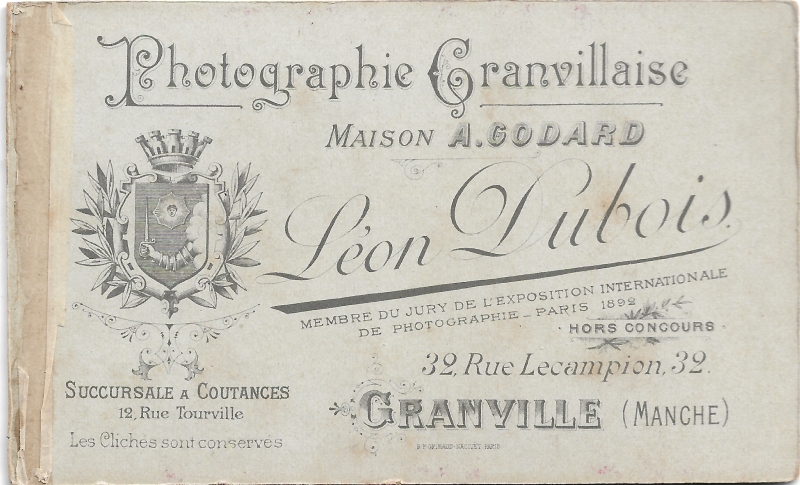 Photographie Granvillaise
MAISON A. GODARD
Léon Dubois.
MEMBRE DU JURY DE L'EXPOSITION INTERNATIONALE
DE PHOTOGRAPHIE - PARIS 1892
· HORS CONCOURS ·
32, Rue Lecampion, 32.
GRANVILLE (MANCHE)
SUCCURSALE A COUTANCES
12, Rue Tourville
Les Clichés sont conservés